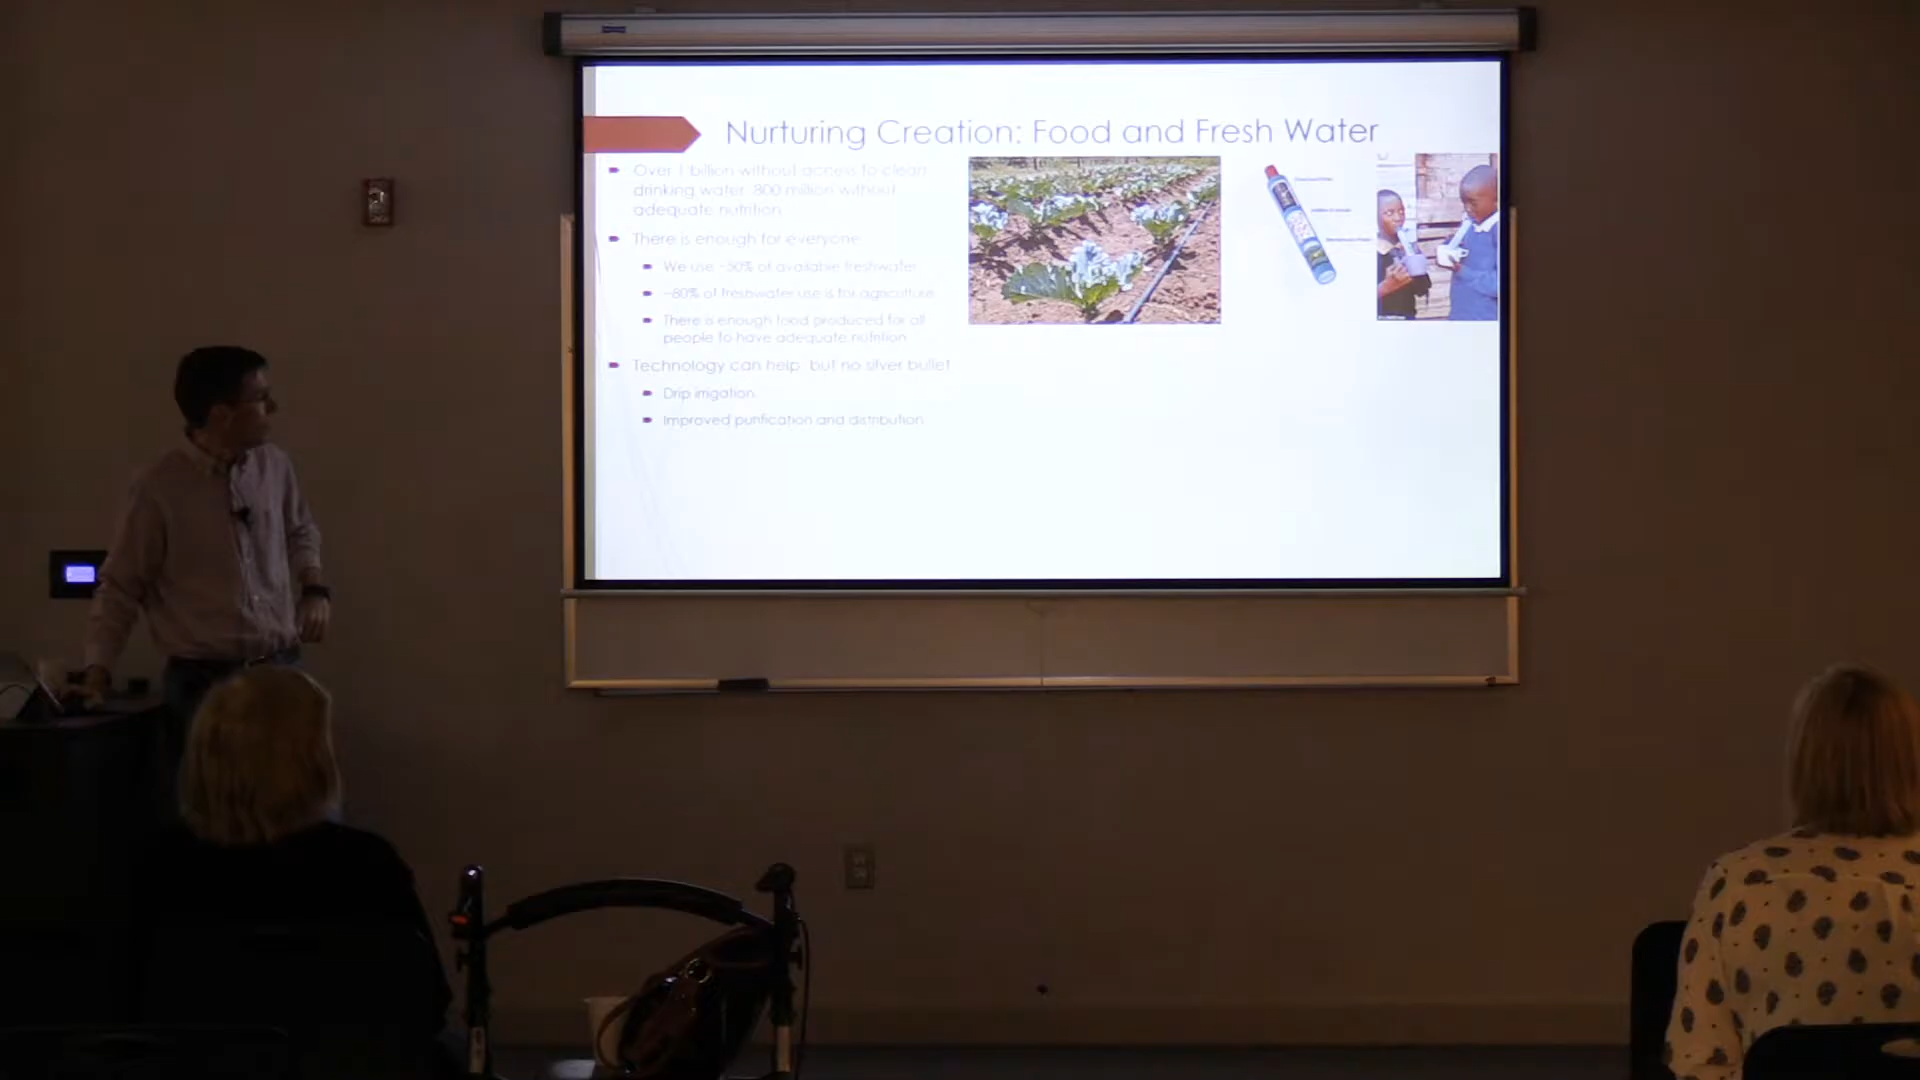 Nurturing Creation: Food and Fresh Water
Over 1 billion without access to clean
drinking water, 800 million without
adequate nutrition
There is enough for everyone
We use ~50% of available freshwater
~80% of freshwater use is for agriculture
There is enough food produced for all
people to have adequate nutrition
Technology can help, but no silver bullet
Drip irrigation
Improved purification and distribution